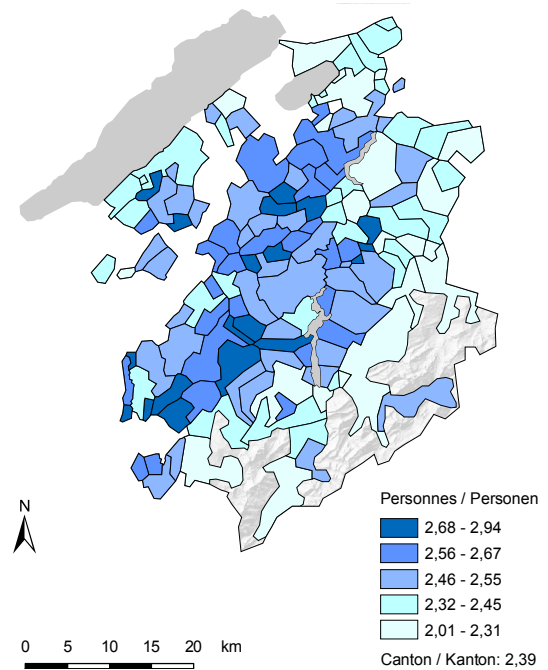 Personnes / Personen
2,68 - 2,94
2,56 - 2,67
2,46 - 2,55
2,32 - 2,45
2,01 - 2,31
Canton / Kanton: 2,39
N
0 5 10 15 20 km